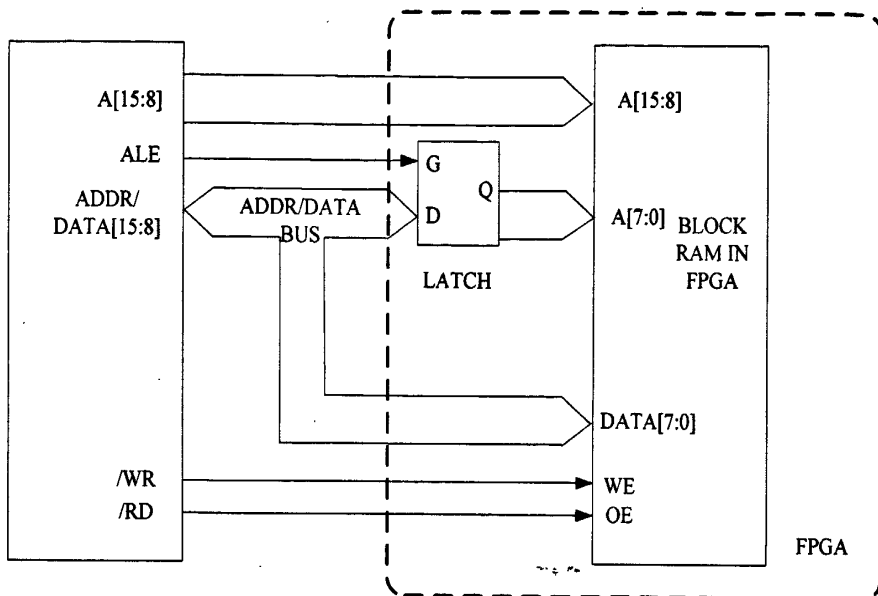 A[15:8]
A[15:8]
ALE
G
Q
ADDR/
DATA[15:8]
ADDR/DATA
BUS
D
A[7:0]
BLOCK
RAM IN
FPGA
LATCH
DATA[7:0]
/WR
WE
/RD
OE
FPGA